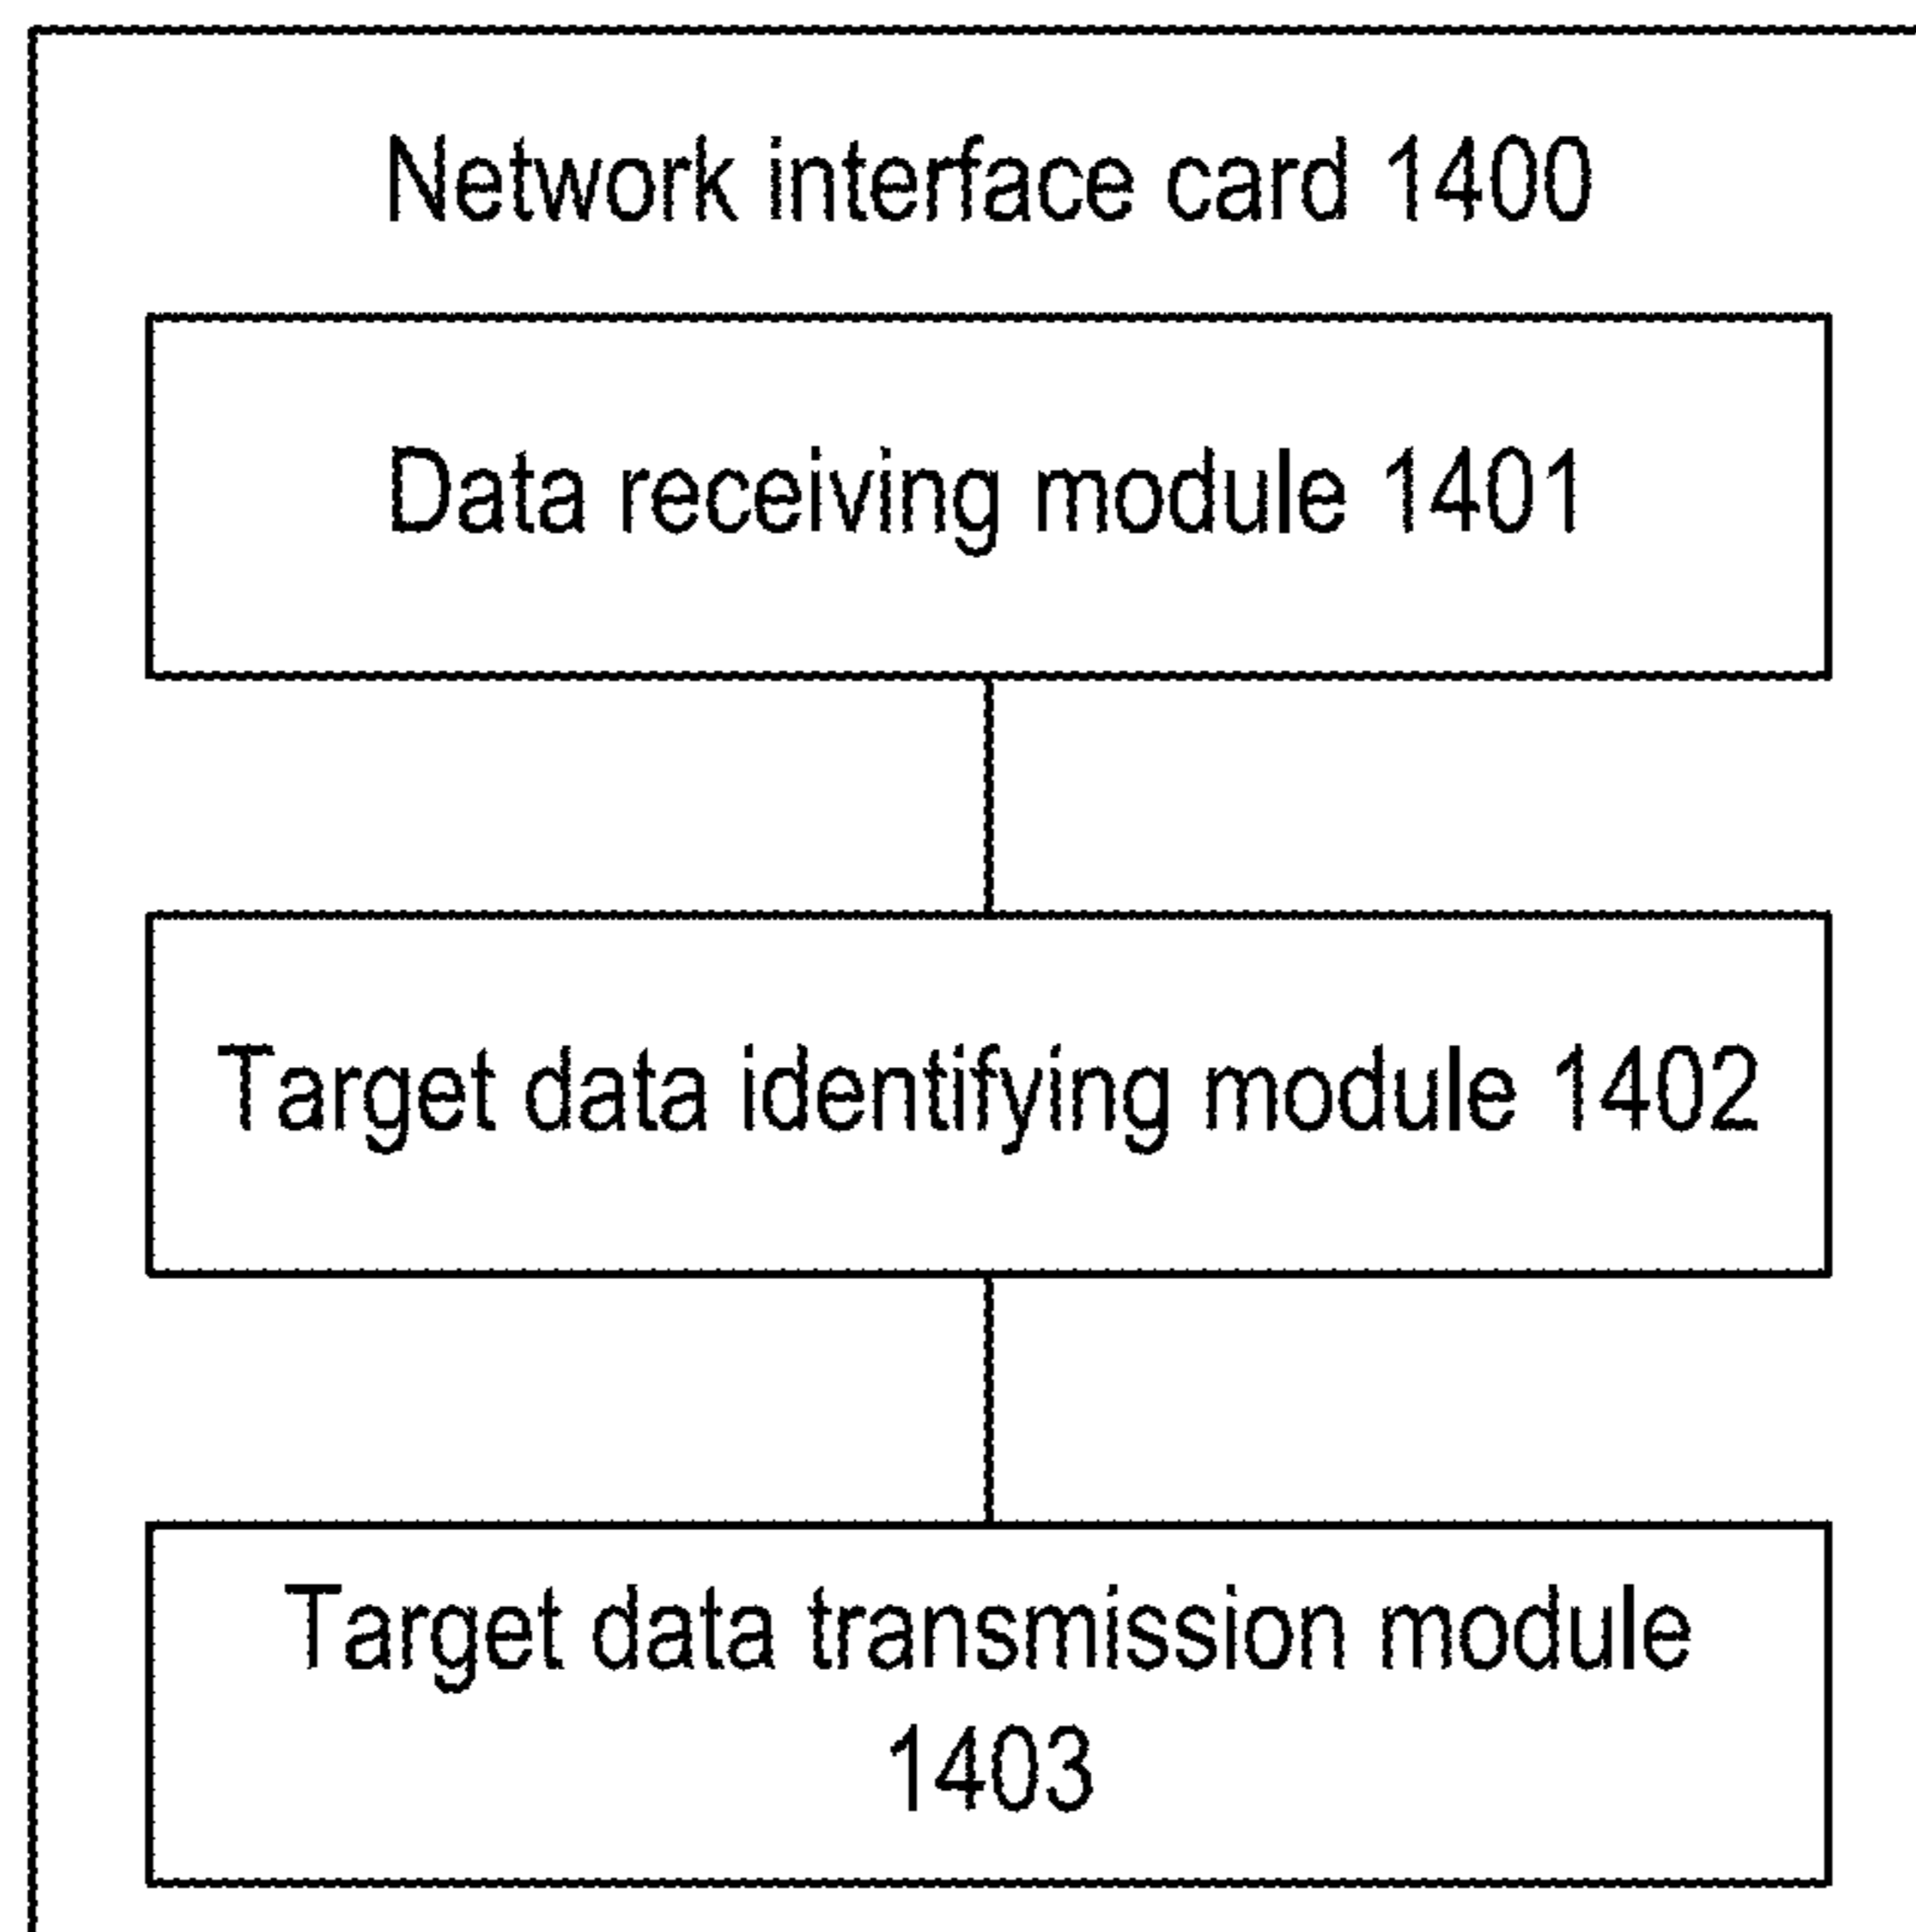 Network interface card 1400
Data receiving module 1401
Target data identifying module 1402
Target data transmission module
1403